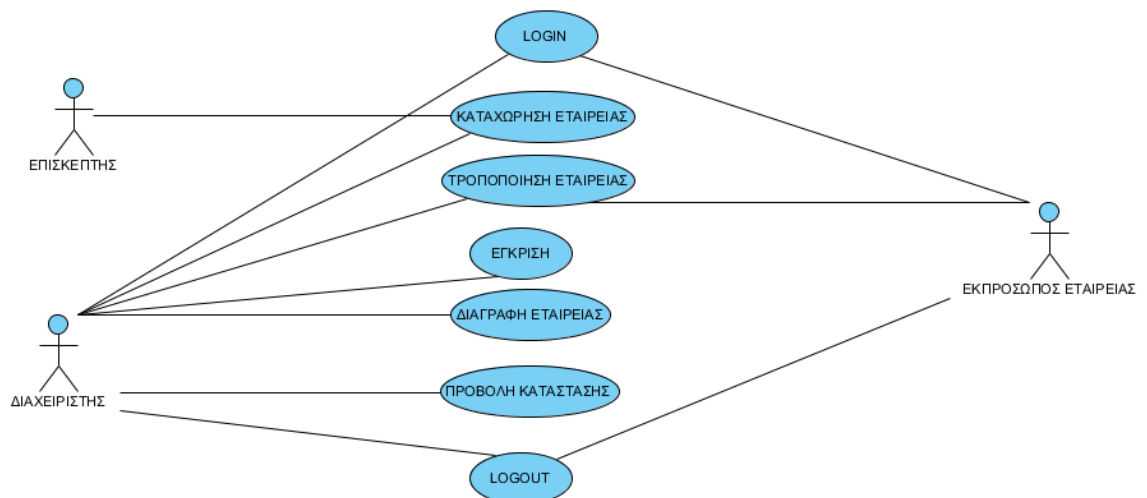 LOGIN
ΚΑΤΑΧΩΡΗΣΗ ΕΤΑΙΡΕΙΑΣ
ΕΠΙΣΚΕΠΤΗΣ
ΤΡΟΠΟΠΟΙΗΣΗ ΕΤΑΙΡΕΙΑΣ
ΕΓΚΡΙΣΗ
ΕΚΠΡΟΣΩΠΟΣ ΕΤΑΙΡΕΙΑΣ
ΔΙΑΓΡΑΦΗ ΕΤΑΙΡΕΙΑΣ
ΠΡΟΒΟΛΗ ΚΑΤΑΣΤΑΣΗΣ
ΔΙΑΧΕΙΡΙΣΤΗΣ
LOGOUT